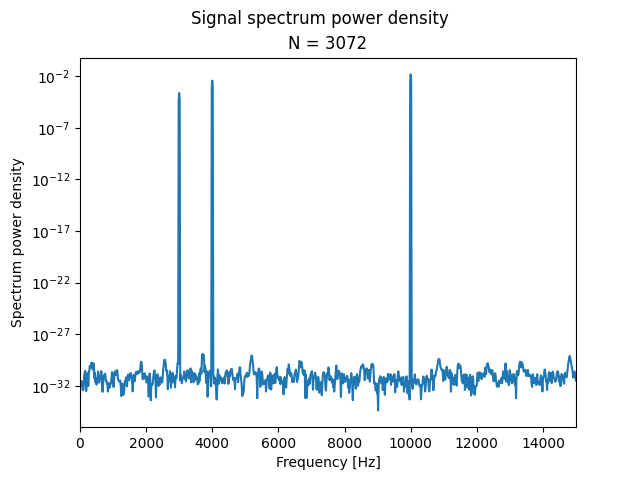 Signal spectrum power density
N = 3072
10⁻²
10⁻⁷
10⁻¹²
10⁻¹⁷
10⁻²²
10⁻²⁷
10⁻³²
Spectrum power density
0 2000 4000 6000 8000 10000 12000 14000
Frequency [Hz]